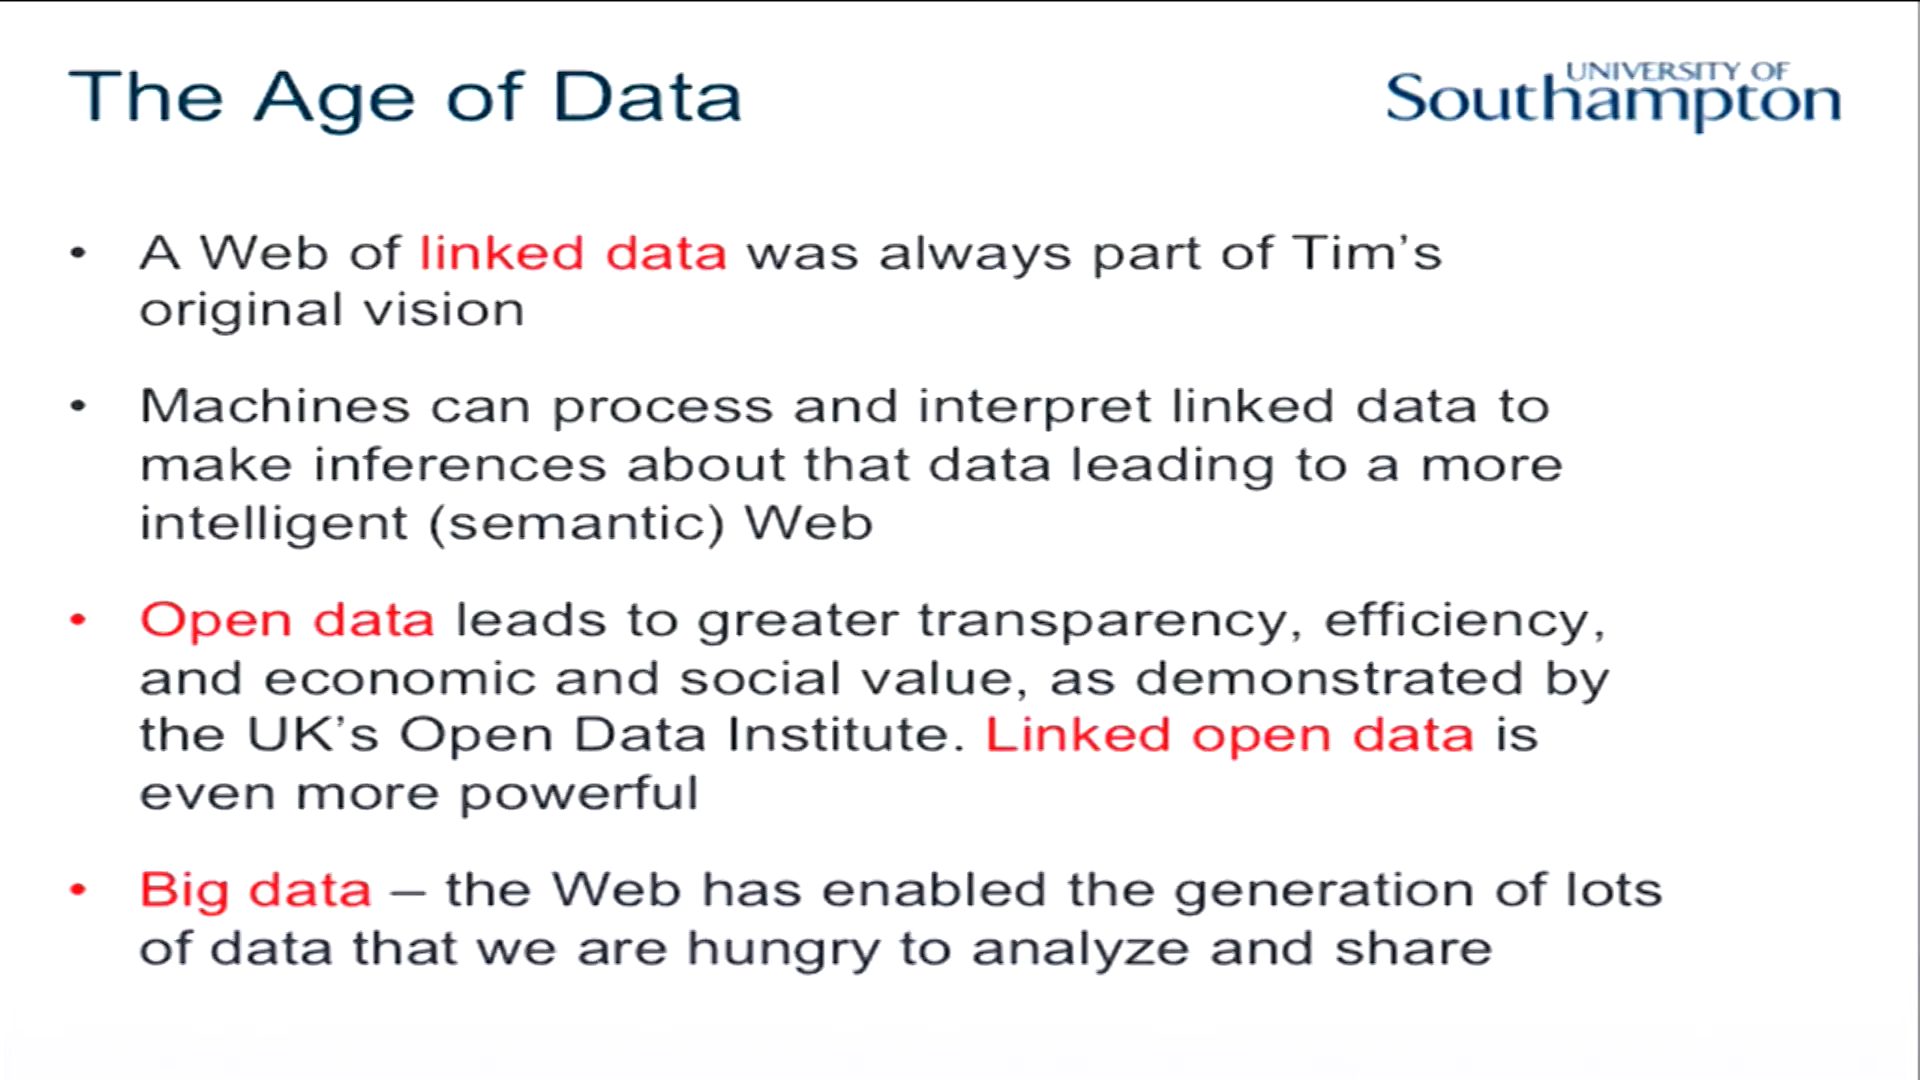 The Age of Data
UNIVERSITY OF
Southampton
• A Web of linked data was always part of Tim’s
original vision
• Machines can process and interpret linked data to
make inferences about that data leading to a more
intelligent (semantic) Web
• Open data leads to greater transparency, efficiency,
and economic and social value, as demonstrated by
the UK’s Open Data Institute. Linked open data is
even more powerful
• Big data – the Web has enabled the generation of lots
of data that we are hungry to analyze and share